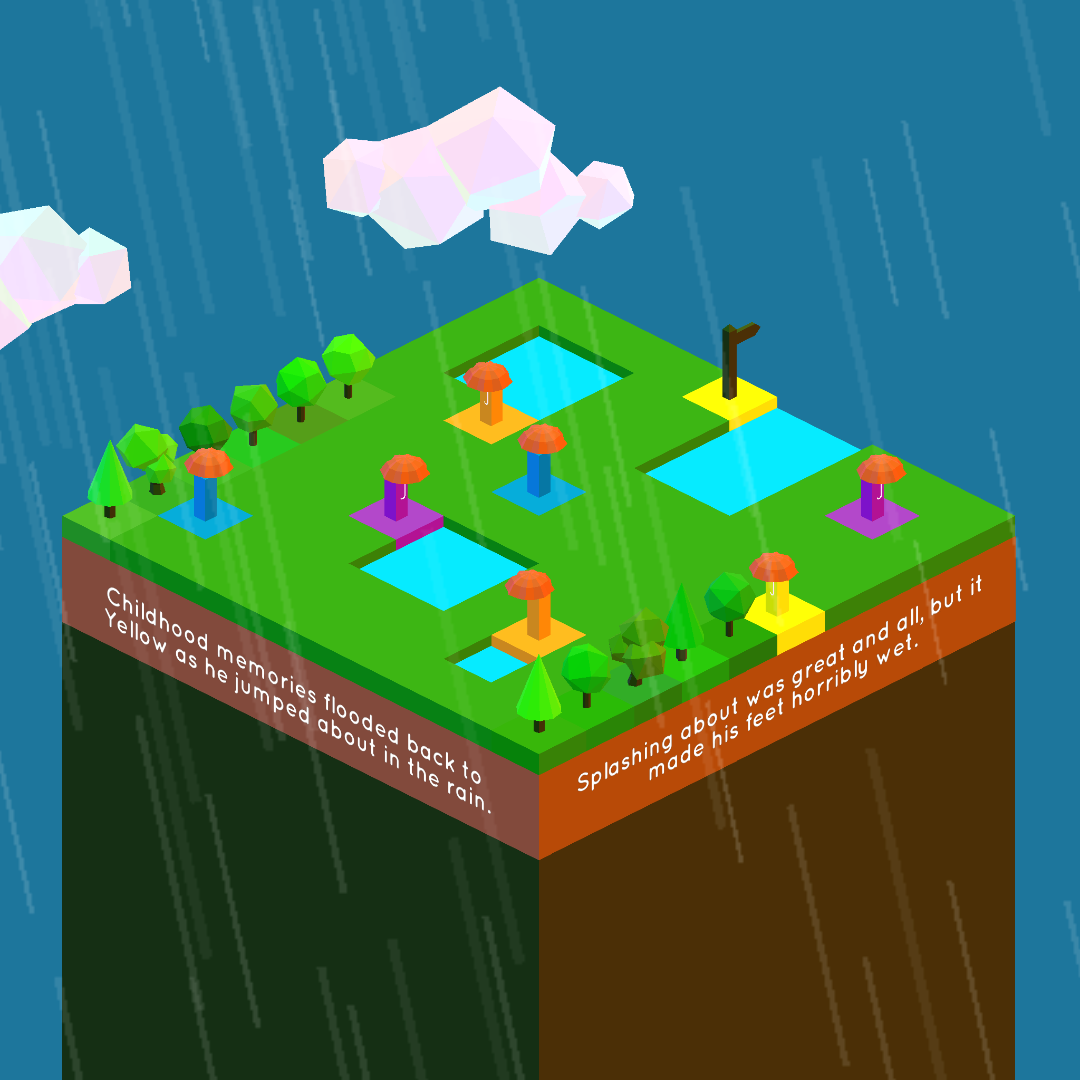 Childhood memories flooded back to
Yellow as he jumped about in the rain.
Splashing about was great and all, but it
made his feet horribly wet.